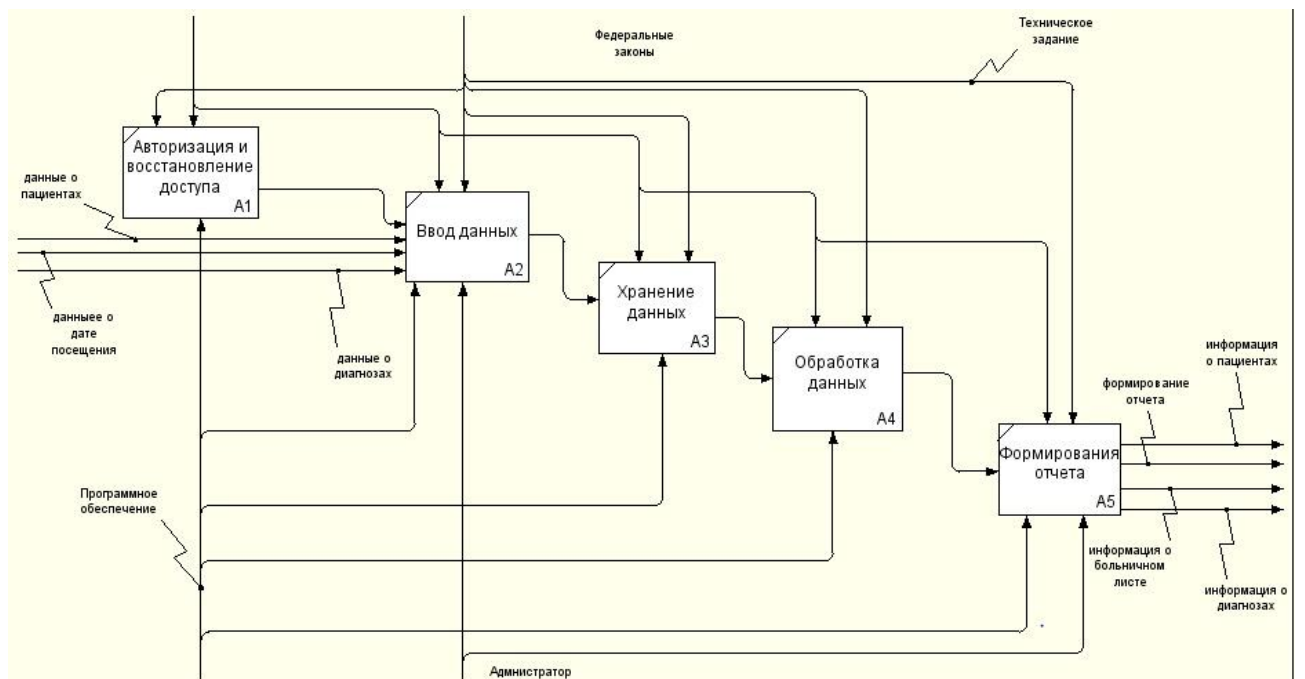 Федеральные
законы
Техническое
задание
Авторизация и
восстановление
доступа
A1
данные о
пациентах
Ввод данных
A2
данныее о
дате
посещения
данные о
диагнозах
Хранение
данных
A3
Обработка
данных
A4
информация
о пациентах
формирование
отчета
Формирования
отчета
A5
Программное
обеспечение
информация о
больничном
листе
информация о
диагнозах
Адмнистратор